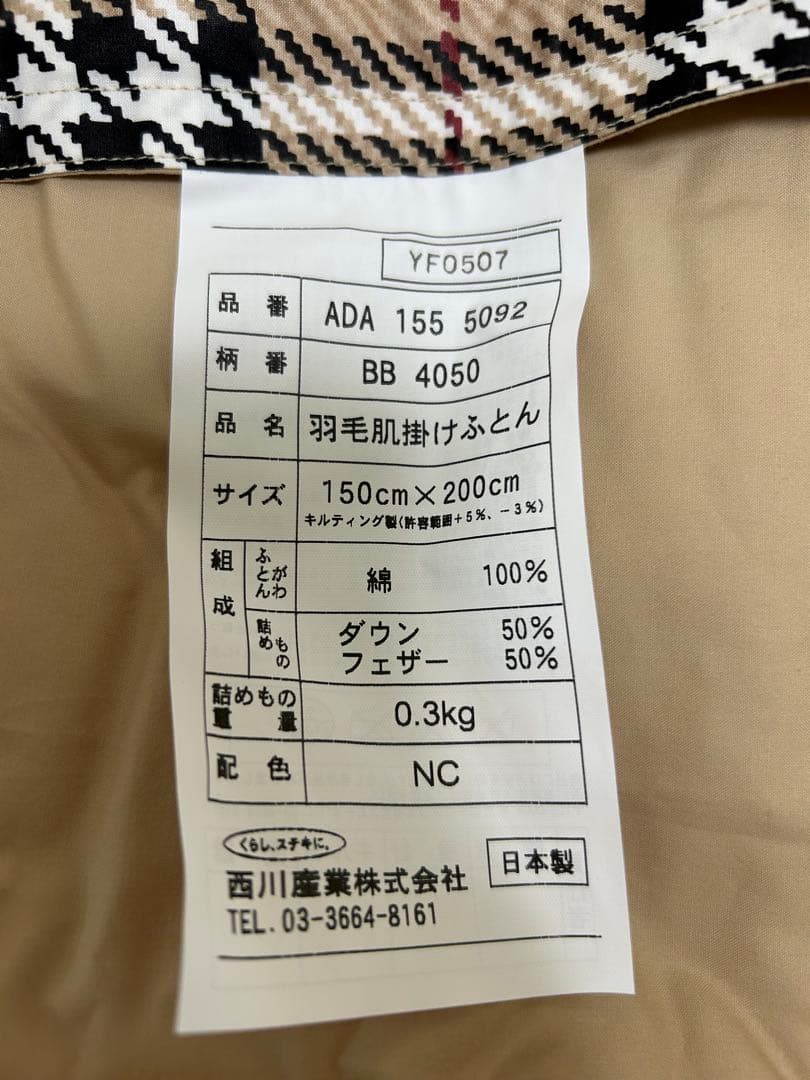 YF0507
品番 ADA 155 5092
柄番 BB 4050
品名 羽毛肌掛けふとん
サイズ 150cm×200cm
キルティング製(許容範囲+5%、-3%)
組成 ふとんがわ 綿 100%
詰めもの ダウン 50%
フェザー 50%
詰めもの重量 0.3kg
配色 NC
くらし、ステキに。
西川産業株式会社 日本製
TEL.03-3664-8161